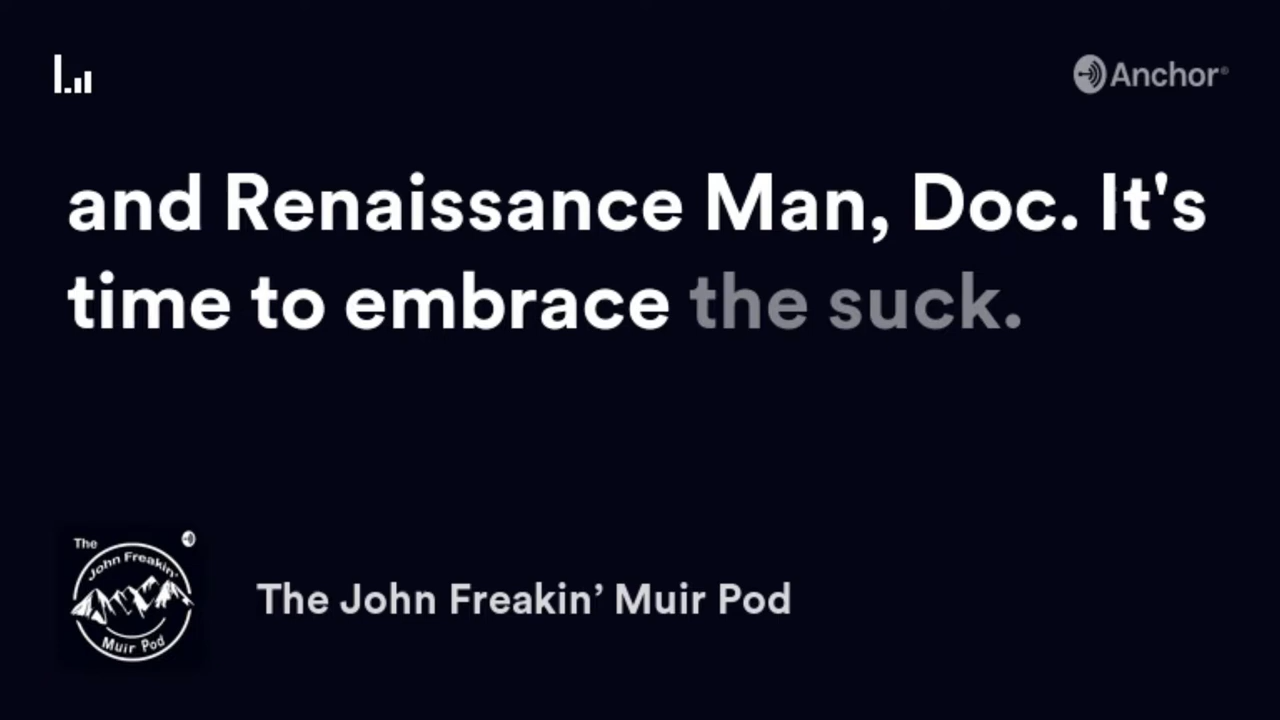 Anchor®
and Renaissance Man, Doc. It's
time to embrace the suck.
The
John Freakin'
Muir Pod
The John Freakin’ Muir Pod